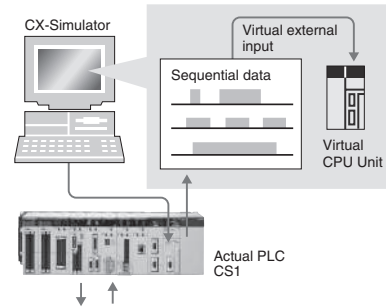 CX-Simulator
Virtual external
input
Sequential data
Virtual
CPU Unit
Actual PLC
CS1